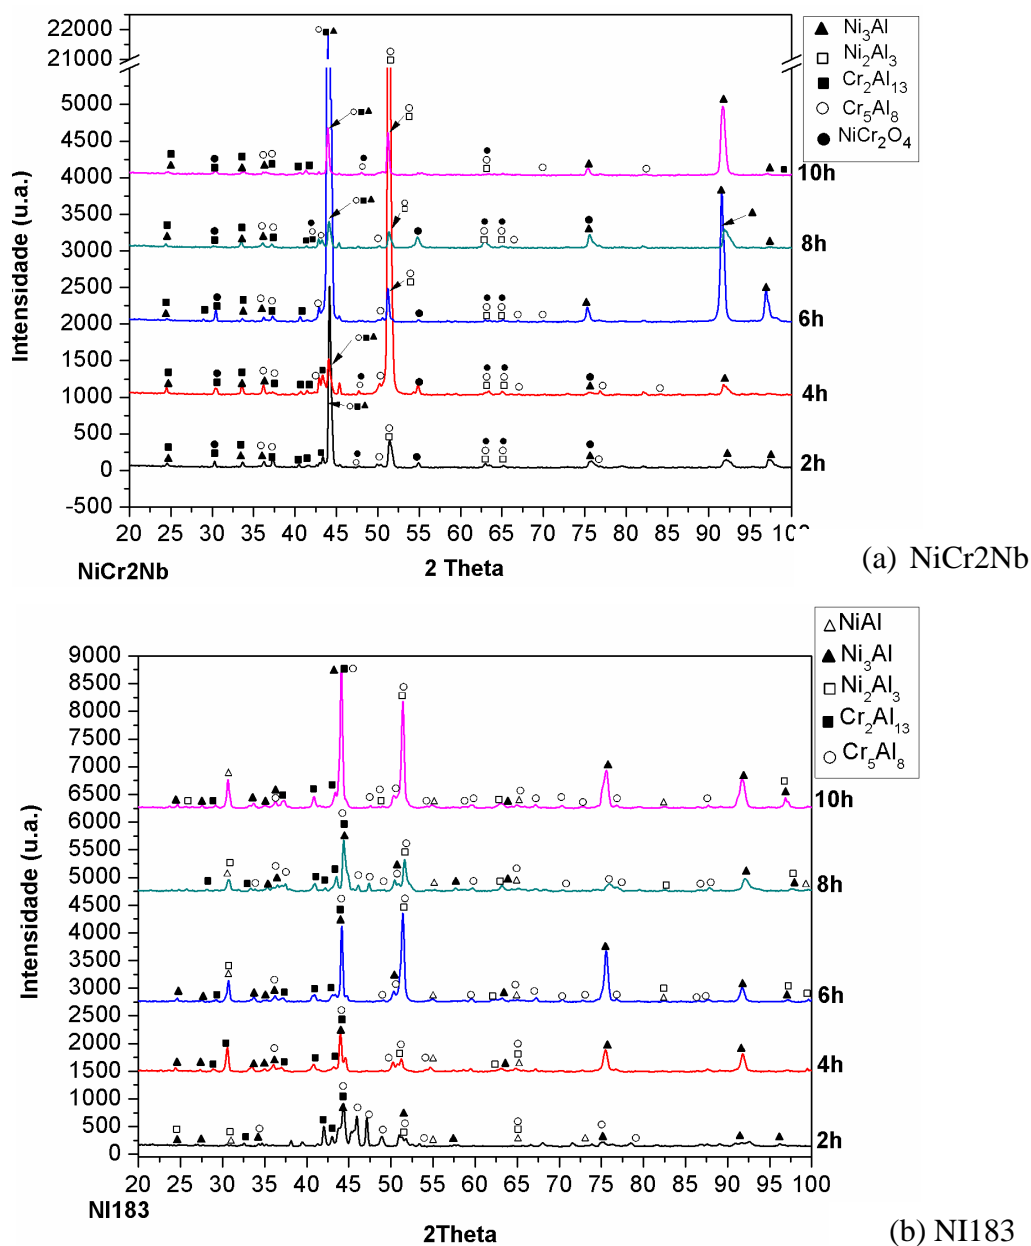 22000
21000
5000
4500
4000
3500
3000
2500
2000
1500
1000
500
0
-500
Intensidade (u.a.)
Ni₃Al
Ni₂Al₃
Cr₂Al₁₃
Cr₅Al₈
NiCr₂O₄
10h
8h
6h
4h
2h
20 25 30 35 40 45 50 55 60 65 70 75 80 85 90 95 100
NiCr2Nb
2 Theta
(a) NiCr2Nb
9000
8500
7500
7000
6500
6000
5500
5000
4500
4000
3500
3000
2500
2000
1500
1000
500
0
Intensidade (u.a.)
NiAl
Ni₃Al
Ni₂Al₃
Cr₂Al₁₃
Cr₅Al₈
10h
8h
6h
4h
2h
20 25 30 35 40 45 50 55 60 65 70 75 80 85 90 95 100
NI183
2Theta
(b) NI183